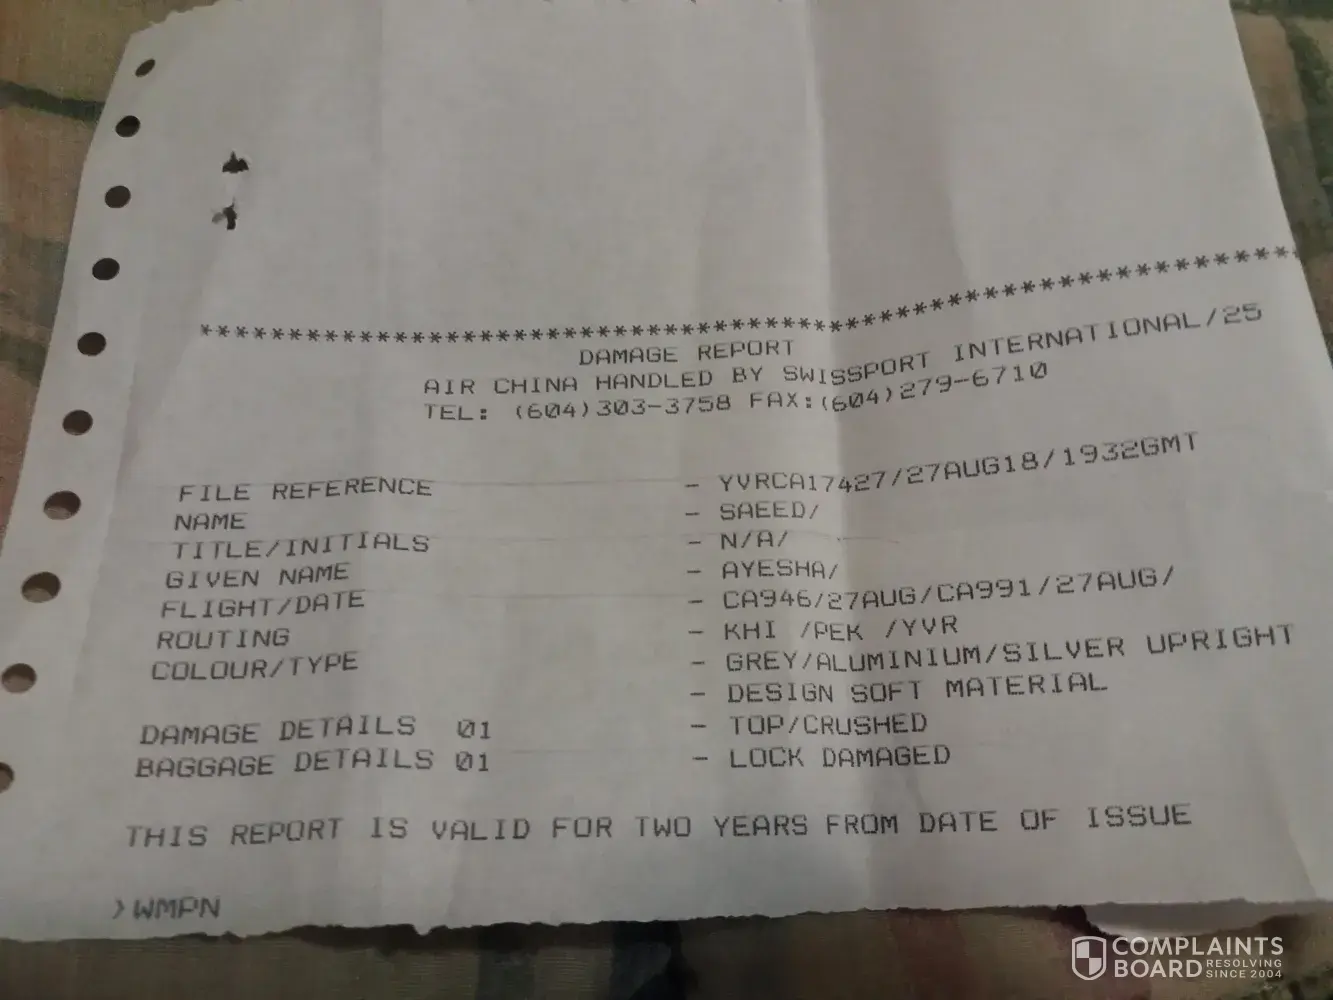 ************************************************************
DAMAGE REPORT
AIR CHINA HANDLED BY SWISSPORT INTERNATIONAL/25
TEL: (604)303-3758 FAX:(604)279-6710
FILE REFERENCE - YVRCA17427/27AUG18/1932GMT
NAME - SAEED/
TITLE/INITIALS - N/A/
GIVEN NAME - AYESHA/
FLIGHT/DATE - CA946/27AUG/CA991/27AUG/
ROUTING - KHI /PEK /YVR
COLOUR/TYPE - GREY/ALUMINIUM/SILVER UPRIGHT
- DESIGN SOFT MATERIAL
DAMAGE DETAILS 01 - TOP/CRUSHED
BAGGAGE DETAILS 01 - LOCK DAMAGED
THIS REPORT IS VALID FOR TWO YEARS FROM DATE OF ISSUE
>WMPN
COMPLAINTS
BOARD RESOLVING
SINCE 2004